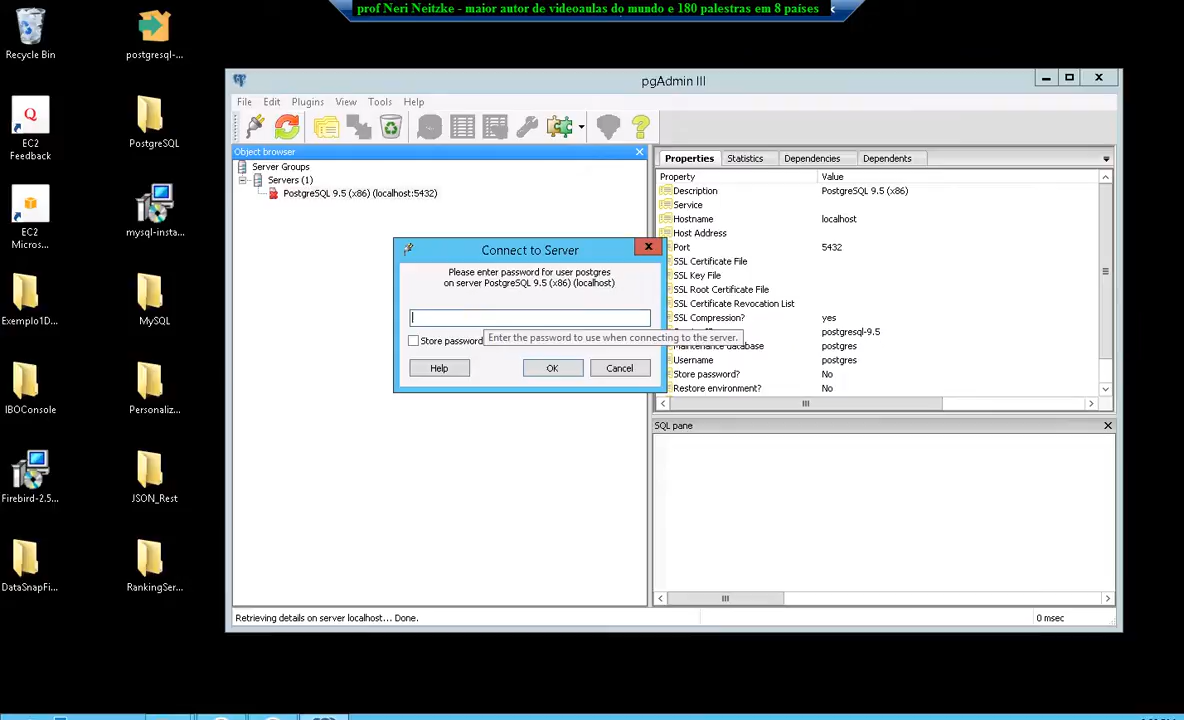 prof Neri Neitzke - maior autor de videoaulas do mundo e 180 palestras em 8 países
Recycle Bin
postgresql-...
EC2
Feedback
PostgreSQL
EC2
Micros...
mysql-insta...
Exemplo1D...
MySQL
IBOConsole
Personaliz...
Firebird-2.5...
JSON_Rest
DataSnapFi...
RankingSer...
pgAdmin III
File Edit Plugins View Tools Help
Object browser
Server Groups
Servers (1)
PostgreSQL 9.5 (x86) (localhost:5432)
Properties Statistics Dependencies Dependents
Property Value
Description PostgreSQL 9.5 (x86)
Service
Hostname localhost
Host Address
Port 5432
SSL Certificate File
SSL Key File
SSL Root Certificate File
SSL Certificate Revocation List
SSL Compression? yes
postgresql-9.5
Maintenance database postgres
Username postgres
Store password? No
Restore environment? No
Connect to Server
Please enter password for user postgres
on server PostgreSQL 9.5 (x86) (localhost)
Store password
Enter the password to use when connecting to the server.
Help OK Cancel
SQL pane
Retrieving details on server localhost... Done.
0 msec